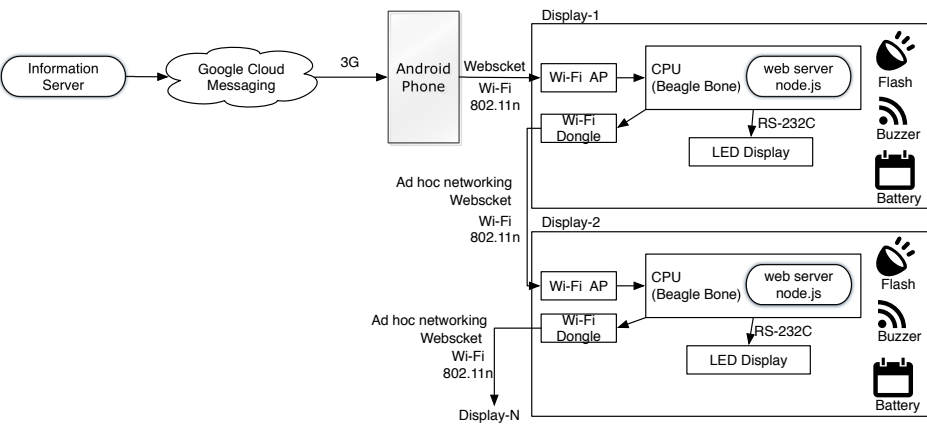 Display-1
Information
Server
Google Cloud
Messaging
3G
Android
Phone
Webscket
Wi-Fi
802.11n
Wi-Fi AP
CPU
(Beagle Bone)
web server
node.js
Flash
Wi-Fi
Dongle
RS-232C
LED Display
Buzzer
Battery
Ad hoc networking
Webscket
Wi-Fi
802.11n
Display-2
Wi-Fi AP
CPU
(Beagle Bone)
web server
node.js
Flash
Wi-Fi
Dongle
RS-232C
LED Display
Buzzer
Battery
Ad hoc networking
Webscket
Wi-Fi
802.11n
Display-N